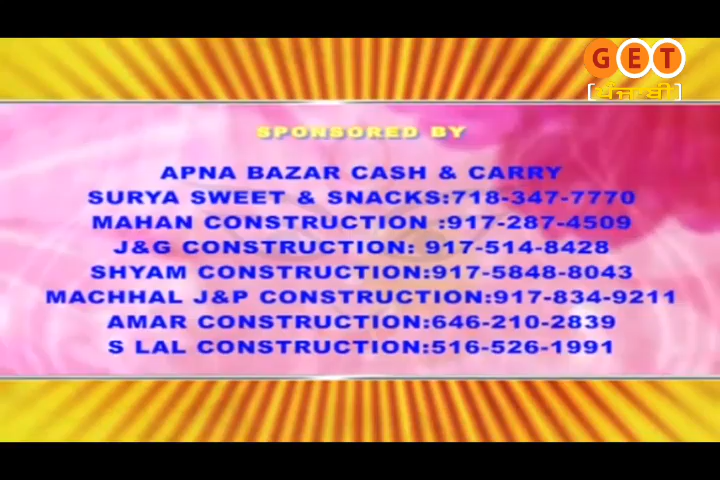 GET
[ਪੰਜਾਬੀ]
SPONSORED BY
APNA BAZAR CASH & CARRY
SURYA SWEET & SNACKS:718-347-7770
MAHAN CONSTRUCTION :917-287-4509
J&G CONSTRUCTION: 917-514-8428
SHYAM CONSTRUCTION:917-5848-8043
MACHHAL J&P CONSTRUCTION:917-834-9211
AMAR CONSTRUCTION:646-210-2839
S LAL CONSTRUCTION:516-526-1991